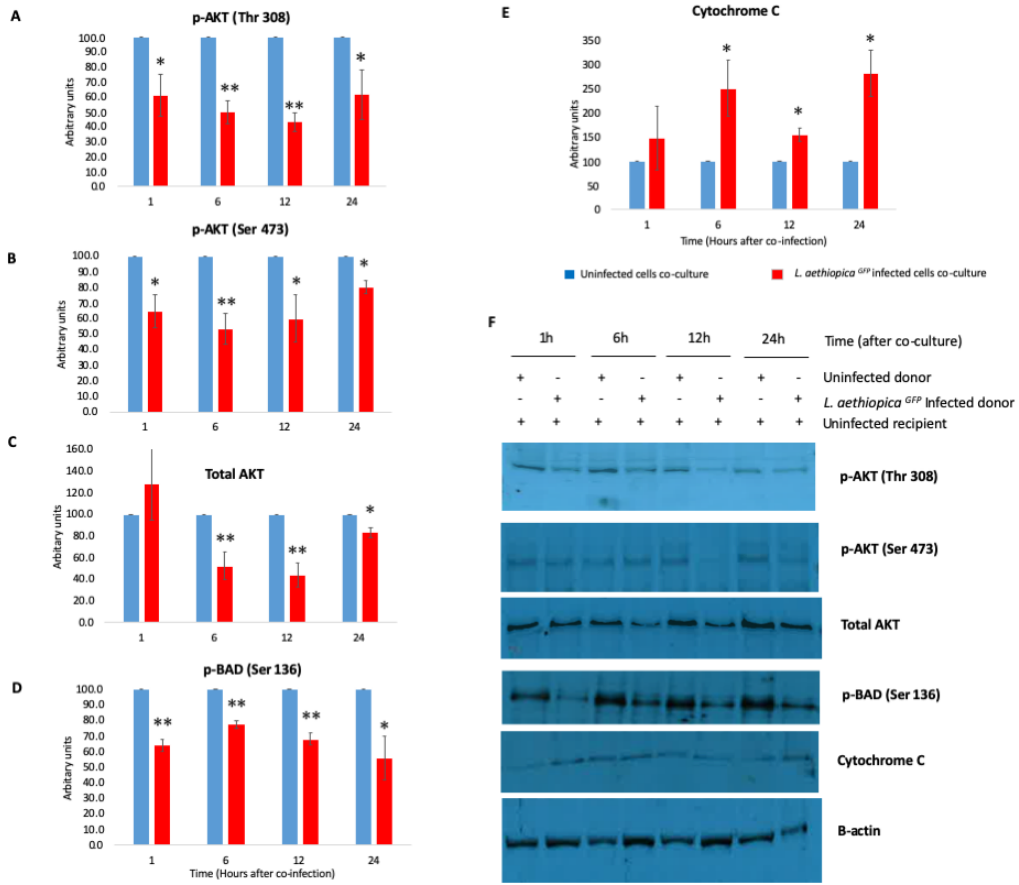 A
p-AKT (Thr 308)
100.0
90.0
80.0
70.0
60.0
50.0
40.0
30.0
20.0
10.0
0.0
Arbitrary units
* ** ** *
1 6 12 24
B
p-AKT (Ser 473)
100.0
90.0
80.0
70.0
60.0
50.0
40.0
30.0
20.0
10.0
0.0
Arbitrary units
* ** * *
1 6 12 24
C
Total AKT
160.0
140.0
120.0
100.0
80.0
60.0
40.0
20.0
0.0
Arbitary units
** ** *
1 6 12 24
D
p-BAD (Ser 136)
100.0
90.0
80.0
70.0
60.0
50.0
40.0
30.0
20.0
10.0
0.0
Arbitrary units
** ** ** *
1 6 12 24
Time (Hours after co-infection)
E
Cytochrome C
350
300
250
200
150
100
50
0
Arbitrary units
* * *
1 6 12 24
Time (Hours after co-infection)
Uninfected cells co-culture
L. aethiopica GFP infected cells co-culture
F
1h 6h 12h 24h Time (after co-culture)
+ - + - + - + - Uninfected donor
- + - + - + - + L. aethiopica GFP Infected donor
+ + + + + + + + Uninfected recipient
p-AKT (Thr 308)
p-AKT (Ser 473)
Total AKT
p-BAD (Ser 136)
Cytochrome C
B-actin